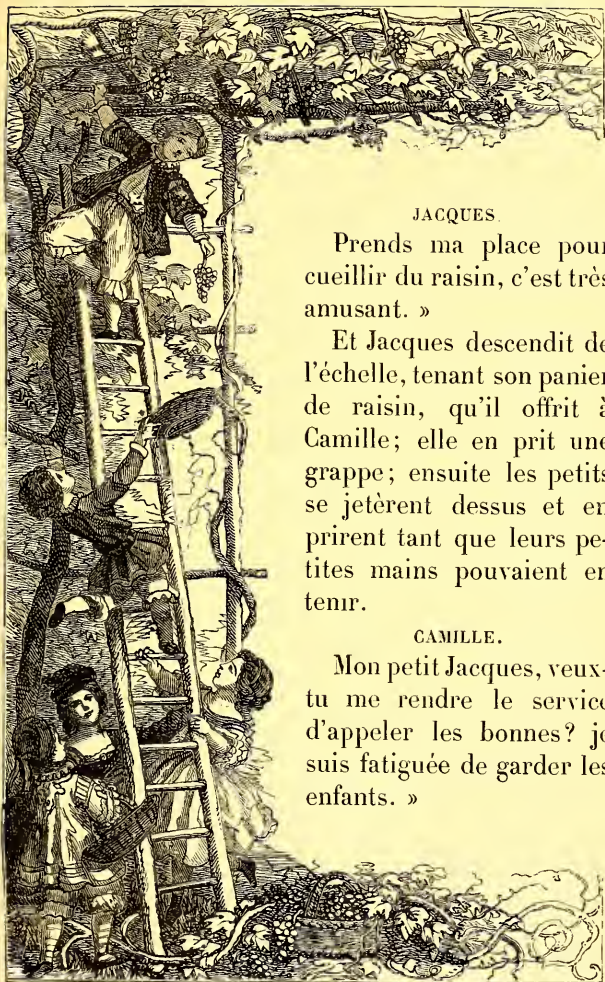 JACQUES.
Prends ma place pour
cueillir du raisin, c'est très
amusant. »
Et Jacques descendit de
l'échelle, tenant son panier
de raisin, qu'il offrit à
Camille; elle en prit une
grappe; ensuite les petits
se jetèrent dessus et en
prirent tant que leurs pe-
tites mains pouvaient en
tenir.
CAMILLE.
Mon petit Jacques, veux-
tu me rendre le service
d'appeler les bonnes? je
suis fatiguée de garder les
enfants. »